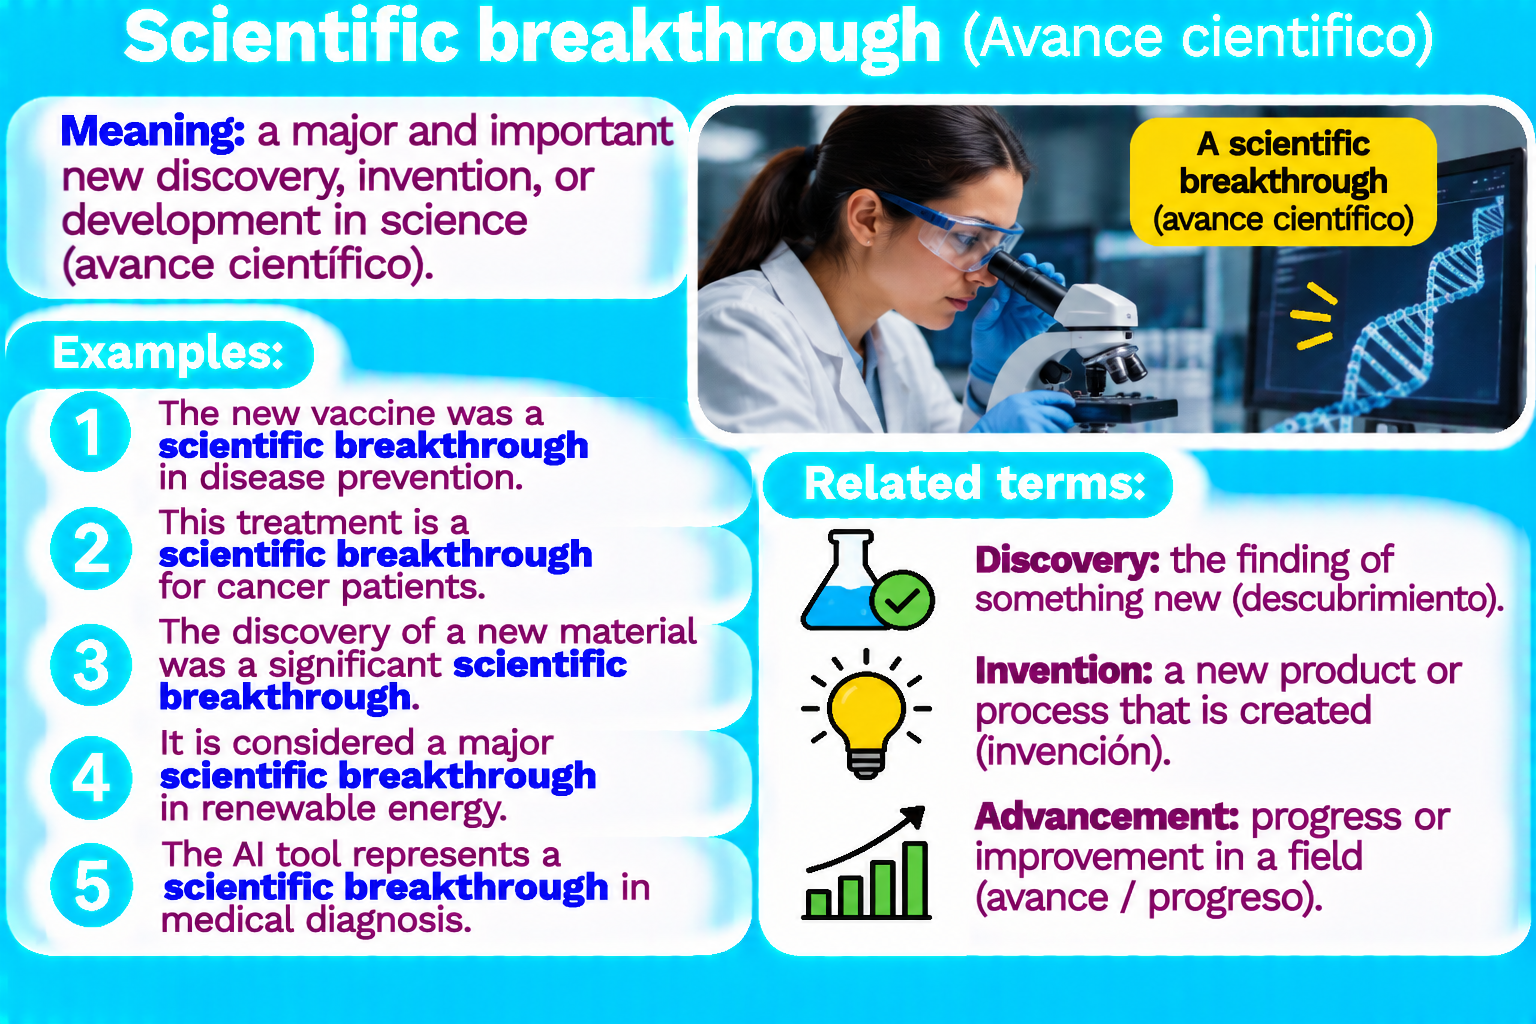 Scientific breakthrough (Avance cientifico)
Meaning: a major and important
new discovery, invention, or
development in science
(avance científico).
A scientific
breakthrough
(avance científico)
Examples:
1 The new vaccine was a
scientific breakthrough
in disease prevention.
2 This treatment is a
scientific breakthrough
for cancer patients.
3 The discovery of a new material
was a significant scientific
breakthrough.
4 It is considered a major
scientific breakthrough
in renewable energy.
5 The AI tool represents a
scientific breakthrough in
medical diagnosis.
Related terms:
Discovery: the finding of
something new (descubrimiento).
Invention: a new product or
process that is created
(invención).
Advancement: progress or
improvement in a field
(avance / progreso).